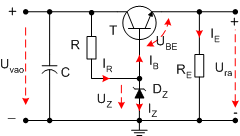 +
T
+
U_BE
I_E
R
U_vao
C
I_R
I_B
R_E
U_ra
U_Z
D_Z
I_Z
–
-